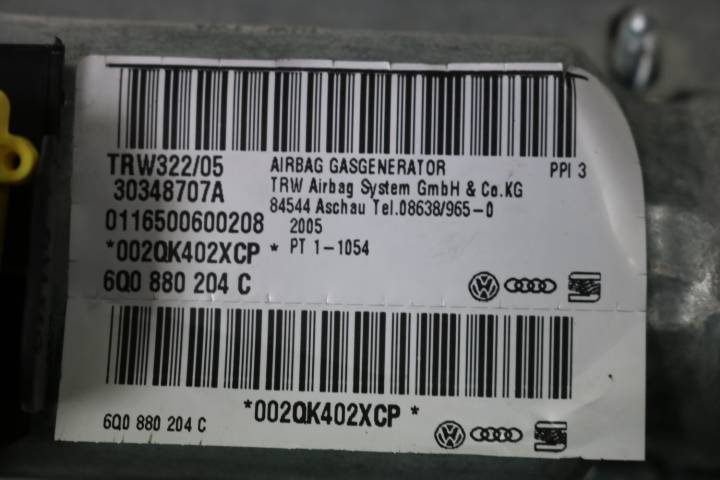 TRW322/05
30348707A
0116500600208
*002QK402XCP *
6Q0 880 204 C
AIRBAG GASGENERATOR PPI 3
TRW Airbag System GmbH & Co.KG
84544 Aschau Tel.08638/965-0
2005
PT 1-1054
6Q0 880 204 C
*002QK402XCP *